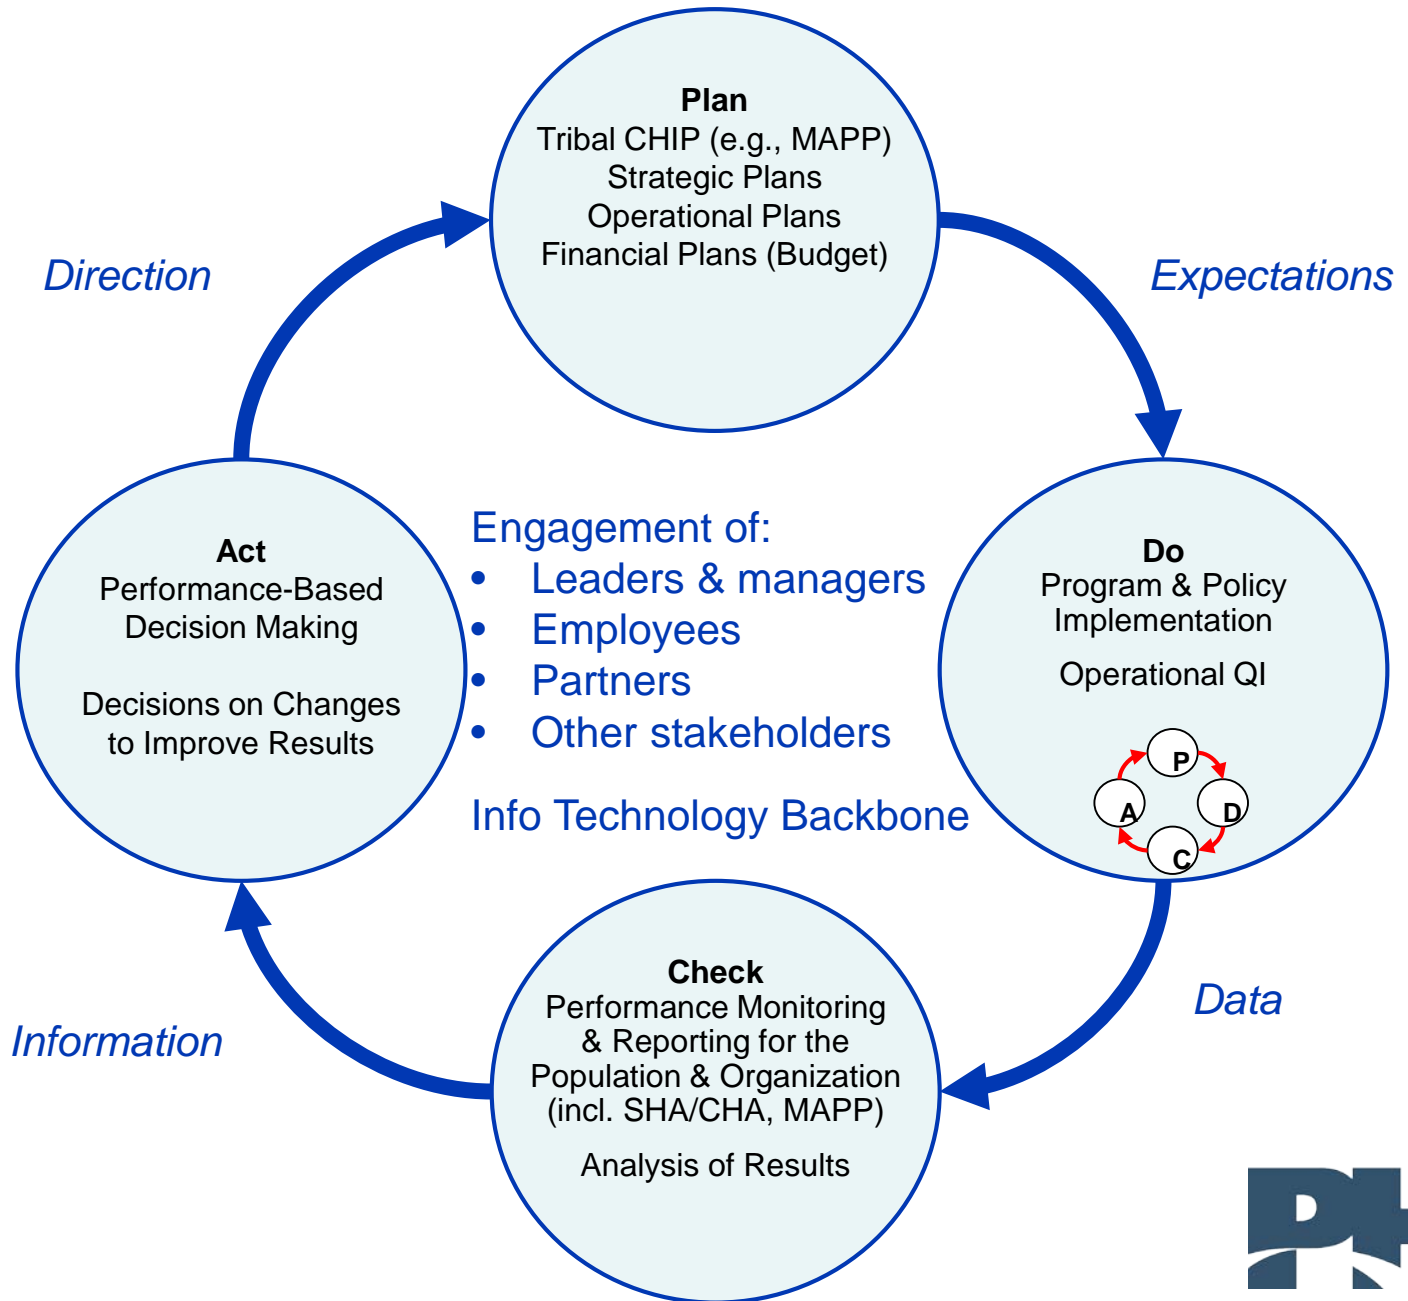 Plan
Tribal CHIP (e.g., MAPP)
Strategic Plans
Operational Plans
Financial Plans (Budget)
Direction
Expectations
Act
Performance-Based
Decision Making
Decisions on Changes
to Improve Results
Engagement of:
• Leaders & managers
• Employees
• Partners
• Other stakeholders
Info Technology Backbone
Do
Program & Policy
Implementation
Operational QI
P
A
D
C
Check
Performance Monitoring
& Reporting for the
Population & Organization
(incl. SHA/CHA, MAPP)
Analysis of Results
Information
Data